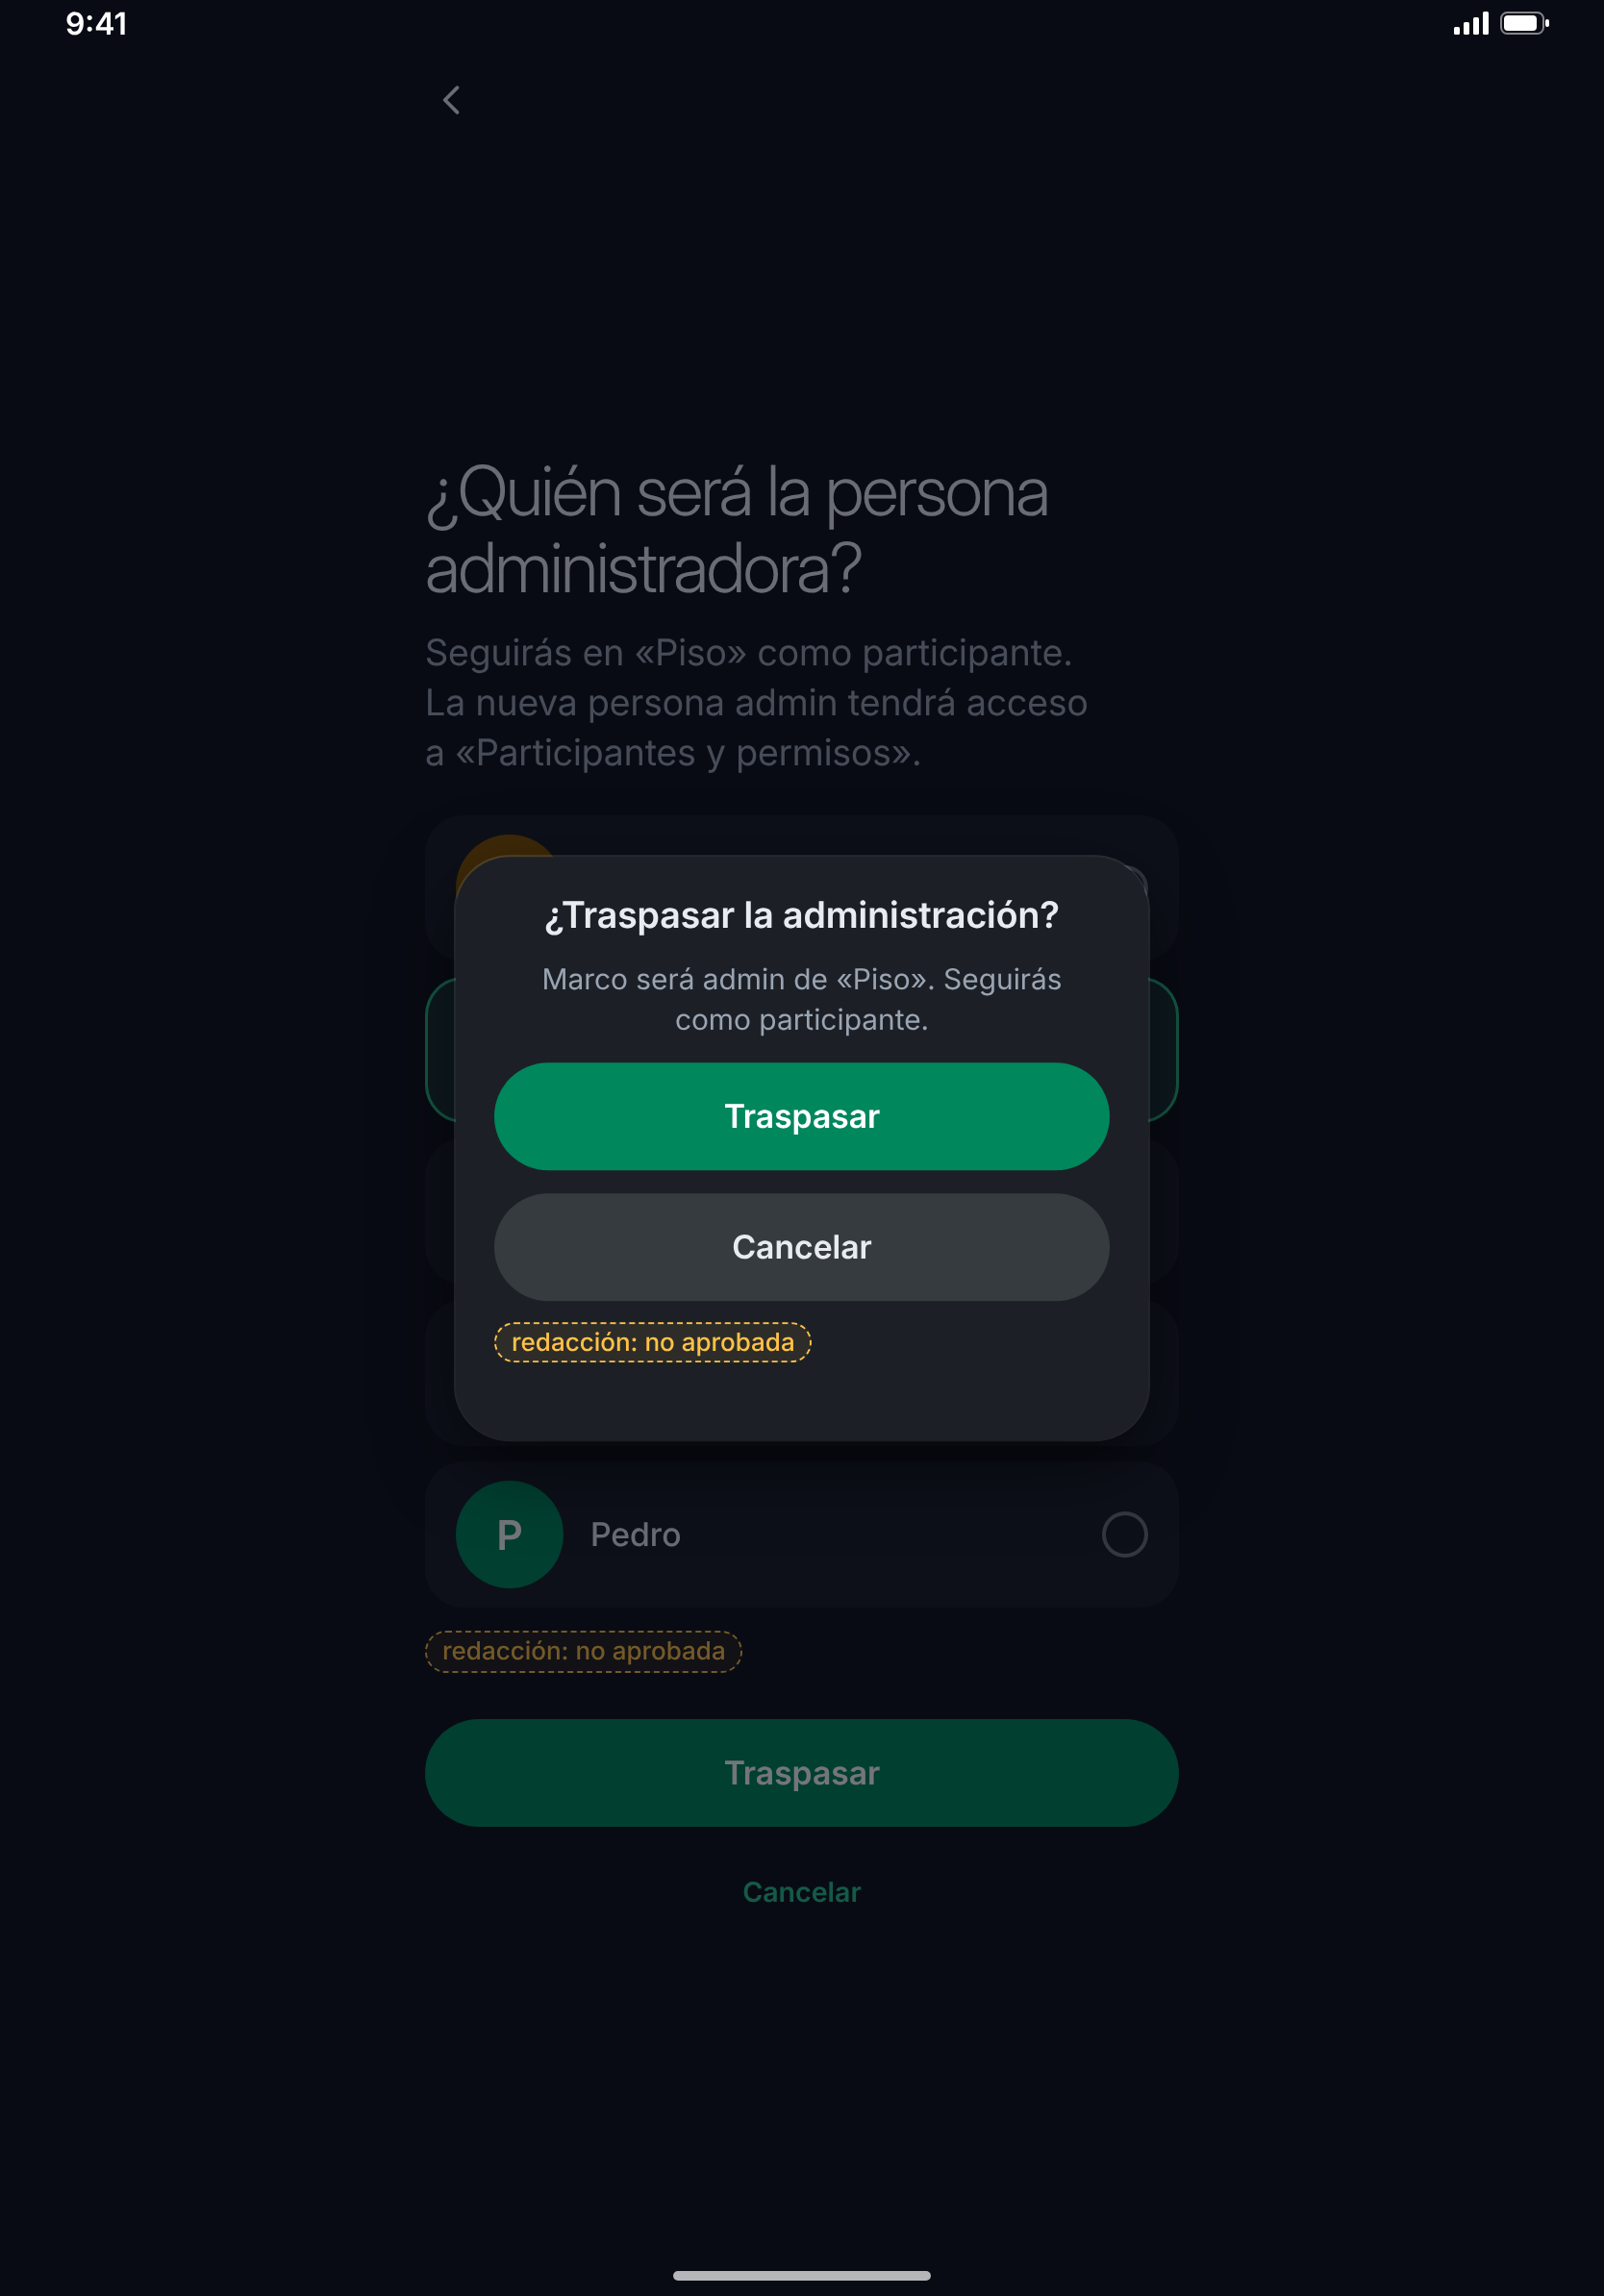 9:41
¿Quién será la persona
administradora?
Seguirás en «Piso» como participante.
La nueva persona admin tendrá acceso
a «Participantes y permisos».
¿Traspasar la administración?
Marco será admin de «Piso». Seguirás
como participante.
Traspasar
Cancelar
redacción: no aprobada
P
Pedro
redacción: no aprobada
Traspasar
Cancelar